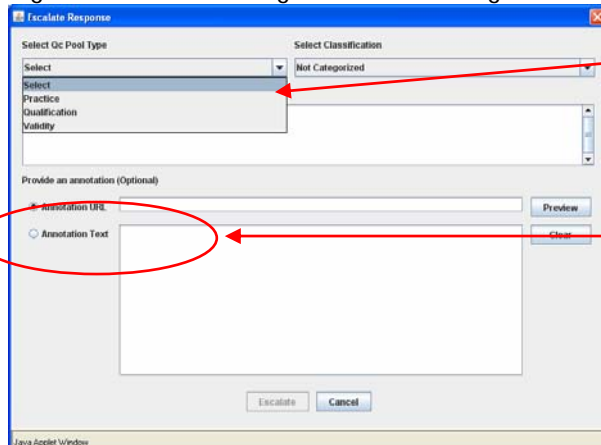 Escalate Response
Select Qc Pool Type Select Classification
Select Not Categorized
Select
Practice
Qualification
Validity
Provide an annotation (Optional)
Annotation URL Preview
Annotation Text Clear
Escalate Cancel
Java Applet Window